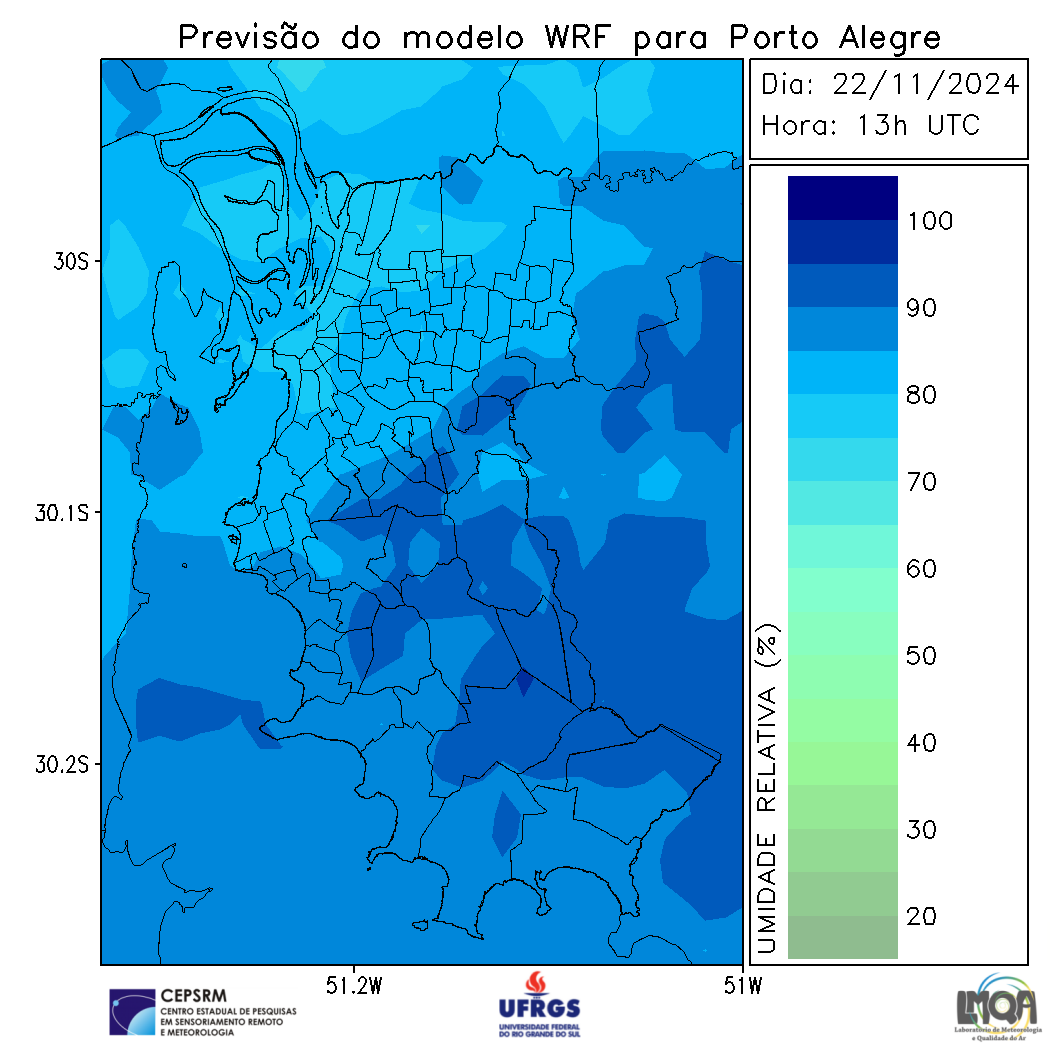 Previsão do modelo WRF para Porto Alegre
Dia: 22/11/2024
Hora: 13h UTC
100
90
80
70
60
50
40
30
20
UMIDADE RELATIVA (%)
30S
30.1S
30.2S
51.2W
51W
CEPSRM
CENTRO ESTADUAL DE PESQUISAS
EM SENSORIAMENTO REMOTO
E METEOROLOGIA
UFRGS
UNIVERSIDADE FEDERAL
DO RIO GRANDE DO SUL
LMQA
Laboratório de Meteorologia
e Qualidade do Ar